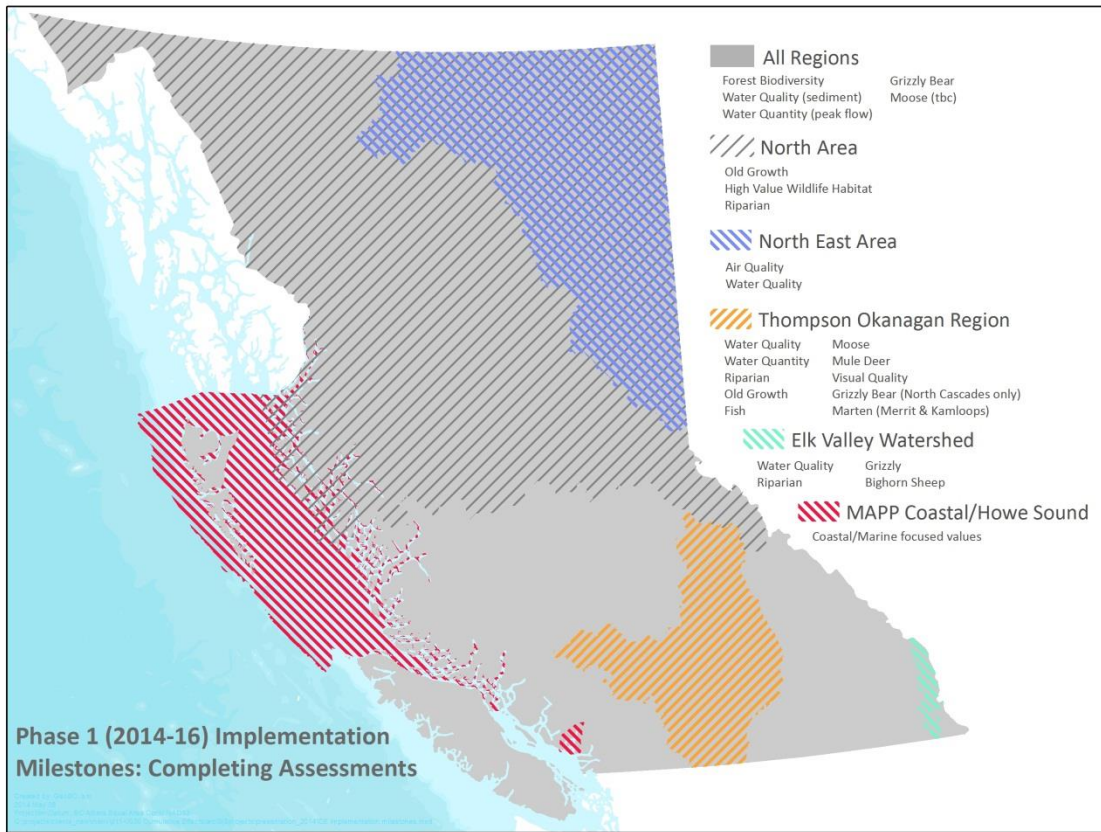 All Regions
Forest Biodiversity Grizzly Bear
Water Quality (sediment) Moose (tbc)
Water Quantity (peak flow)
North Area
Old Growth
High Value Wildlife Habitat
Riparian
North East Area
Air Quality
Water Quality
Thompson Okanagan Region
Water Quality Moose
Water Quantity Mule Deer
Riparian Visual Quality
Old Growth Grizzly Bear (North Cascades only)
Fish Marten (Merrit & Kamloops)
Elk Valley Watershed
Water Quality Grizzly
Riparian Bighorn Sheep
MAPP Coastal/Howe Sound
Coastal/Marine focused values
Phase 1 (2014-16) Implementation
Milestones: Completing Assessments